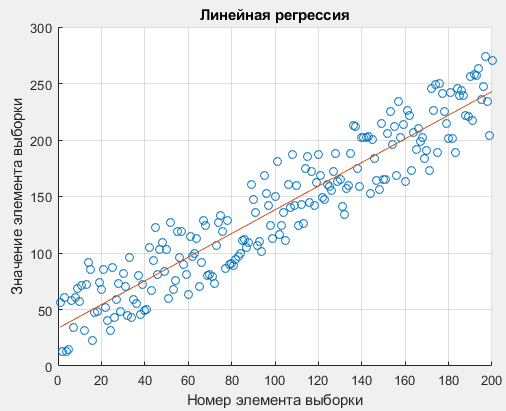 Линейная регрессия
300
250
200
150
100
50
0
Значение элемента выборки
0 20 40 60 80 100 120 140 160 180 200
Номер элемента выборки